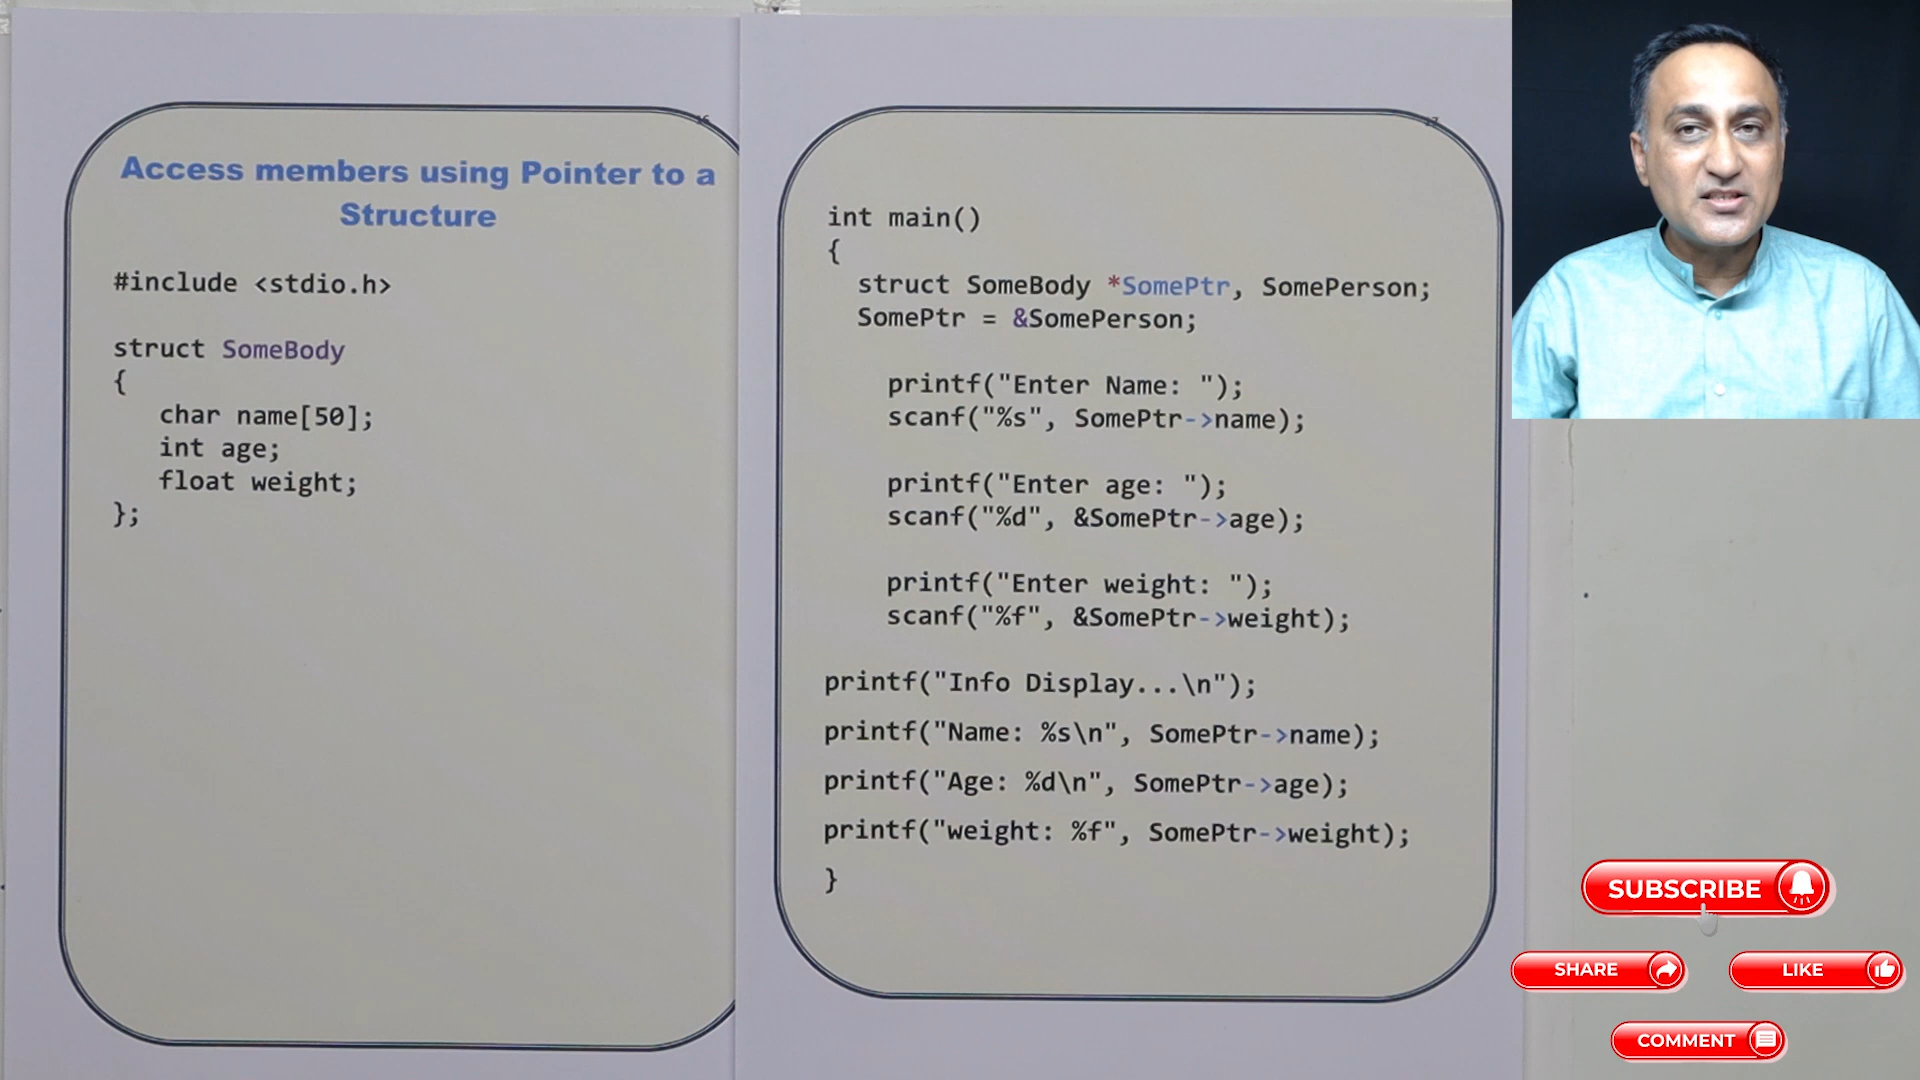 16
Access members using Pointer to a
Structure
#include <stdio.h>
struct SomeBody
{
char name[50];
int age;
float weight;
};
17
int main()
{
struct SomeBody *SomePtr, SomePerson;
SomePtr = &SomePerson;
printf("Enter Name: ");
scanf("%s", SomePtr->name);
printf("Enter age: ");
scanf("%d", &SomePtr->age);
printf("Enter weight: ");
scanf("%f", &SomePtr->weight);
printf("Info Display...\n");
printf("Name: %s\n", SomePtr->name);
printf("Age: %d\n", SomePtr->age);
printf("weight: %f", SomePtr->weight);
}
SUBSCRIBE
SHARE
LIKE
COMMENT